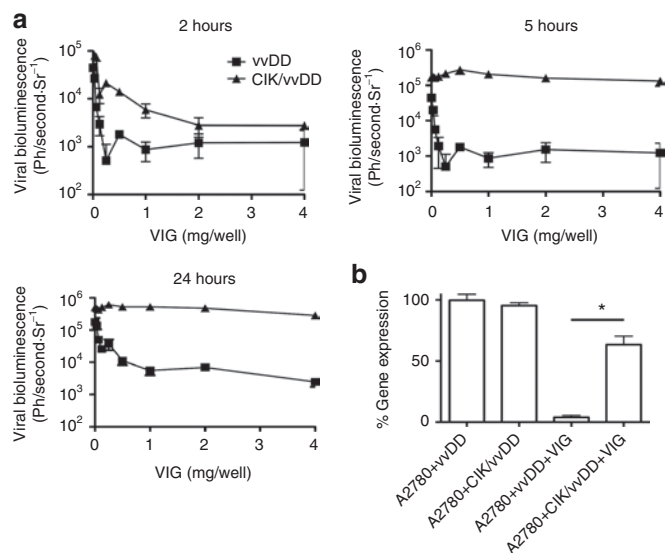 a
2 hours
Viral bioluminescence
(Ph/second·Sr⁻¹)
10⁵
10⁴
10³
10²
0
1
2
3
4
VIG (mg/well)
vvDD
CIK/vvDD
5 hours
Viral bioluminescence
(Ph/second·Sr⁻¹)
10⁶
10⁵
10⁴
10³
10²
0
1
2
3
4
VIG (mg/well)
24 hours
Viral bioluminescence
(Ph/second·Sr⁻¹)
10⁶
10⁵
10⁴
10³
10²
0
1
2
3
4
VIG (mg/well)
b
% Gene expression
100
50
0
*
A2780+vvDD
A2780+CIK/vvDD
A2780+vvDD+VIG
A2780+CIK/vvDD+VIG